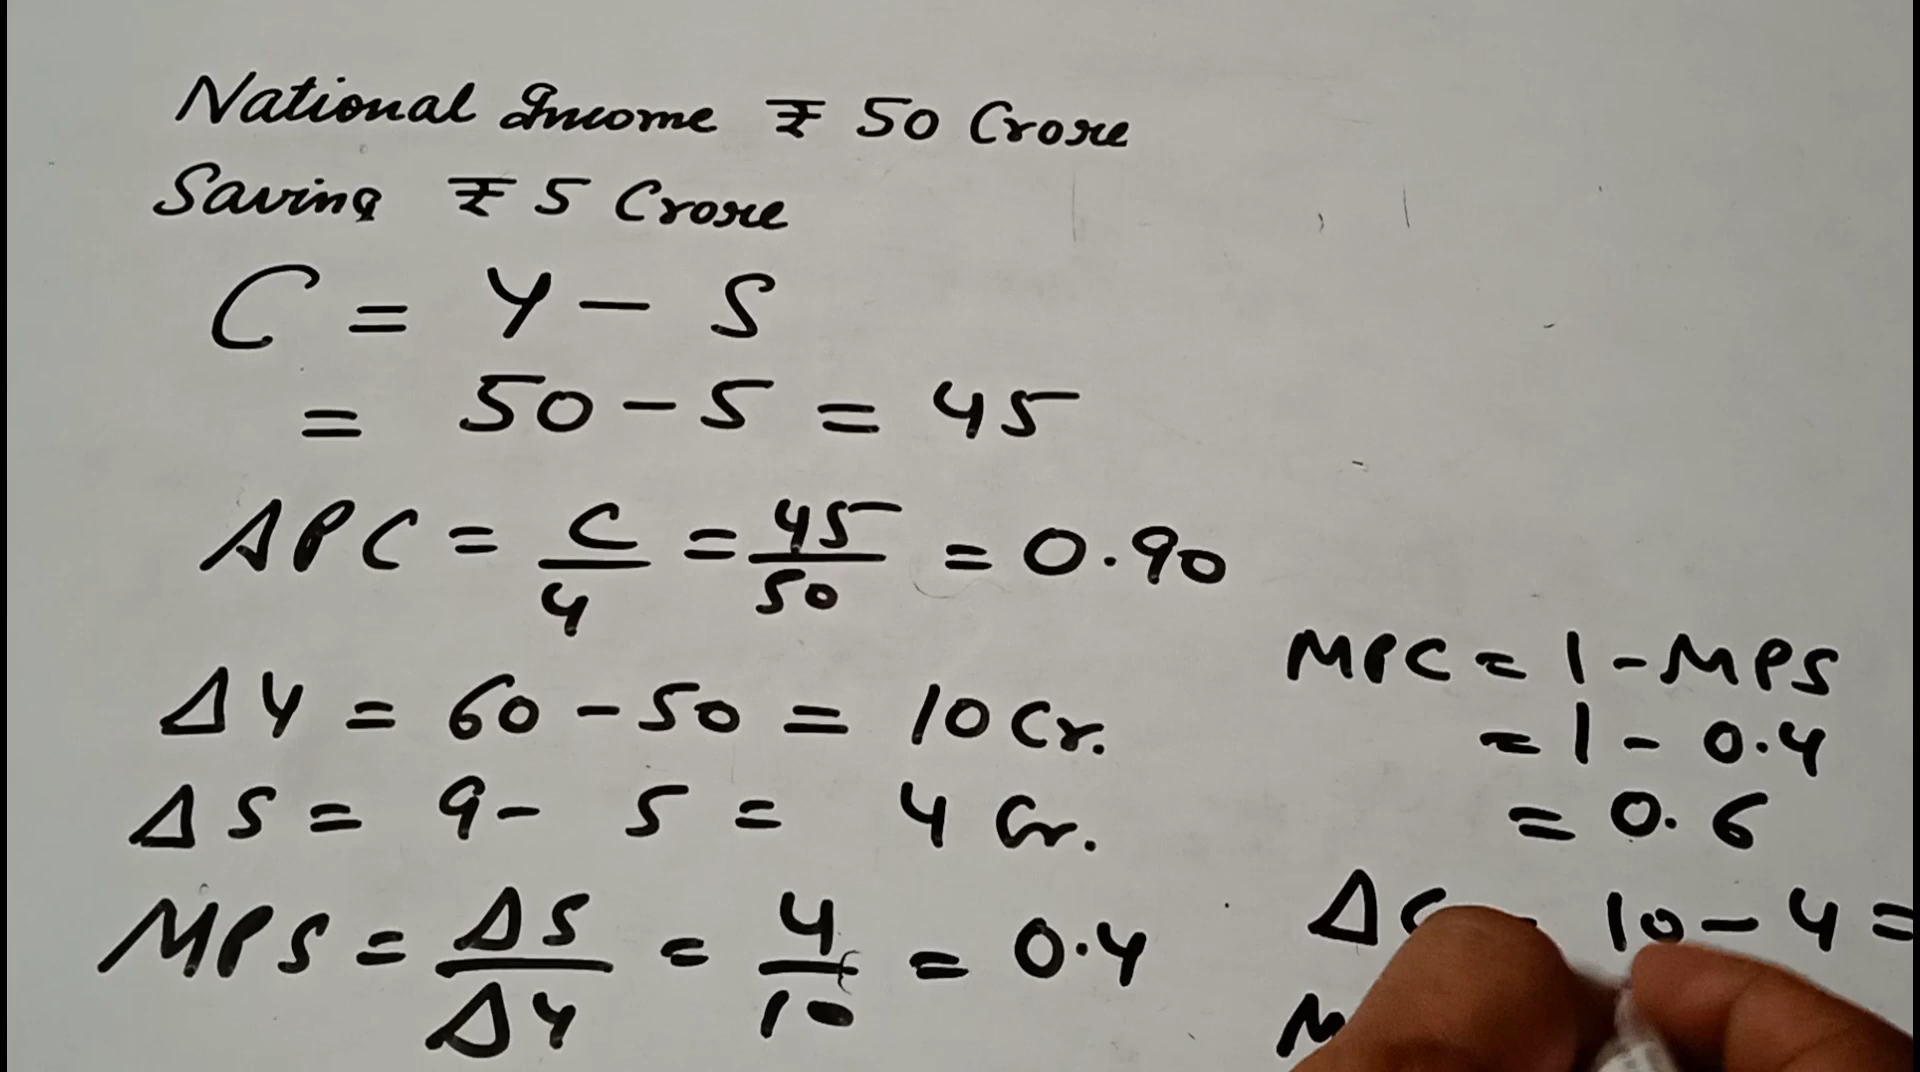 National Income ₹ 50 Crore
Saving ₹ 5 Crore
C = Y - S
= 50 - 5 = 45
APC = C/Y = 45/50 = 0.90
ΔY = 60 - 50 = 10 Cr.
ΔS = 9 - 5 = 4 Cr.
MPS = ΔS/ΔY = 4/10 = 0.4
MPC = 1 - MPS
= 1 - 0.4
= 0.6
ΔC = 10 - 4 =
M